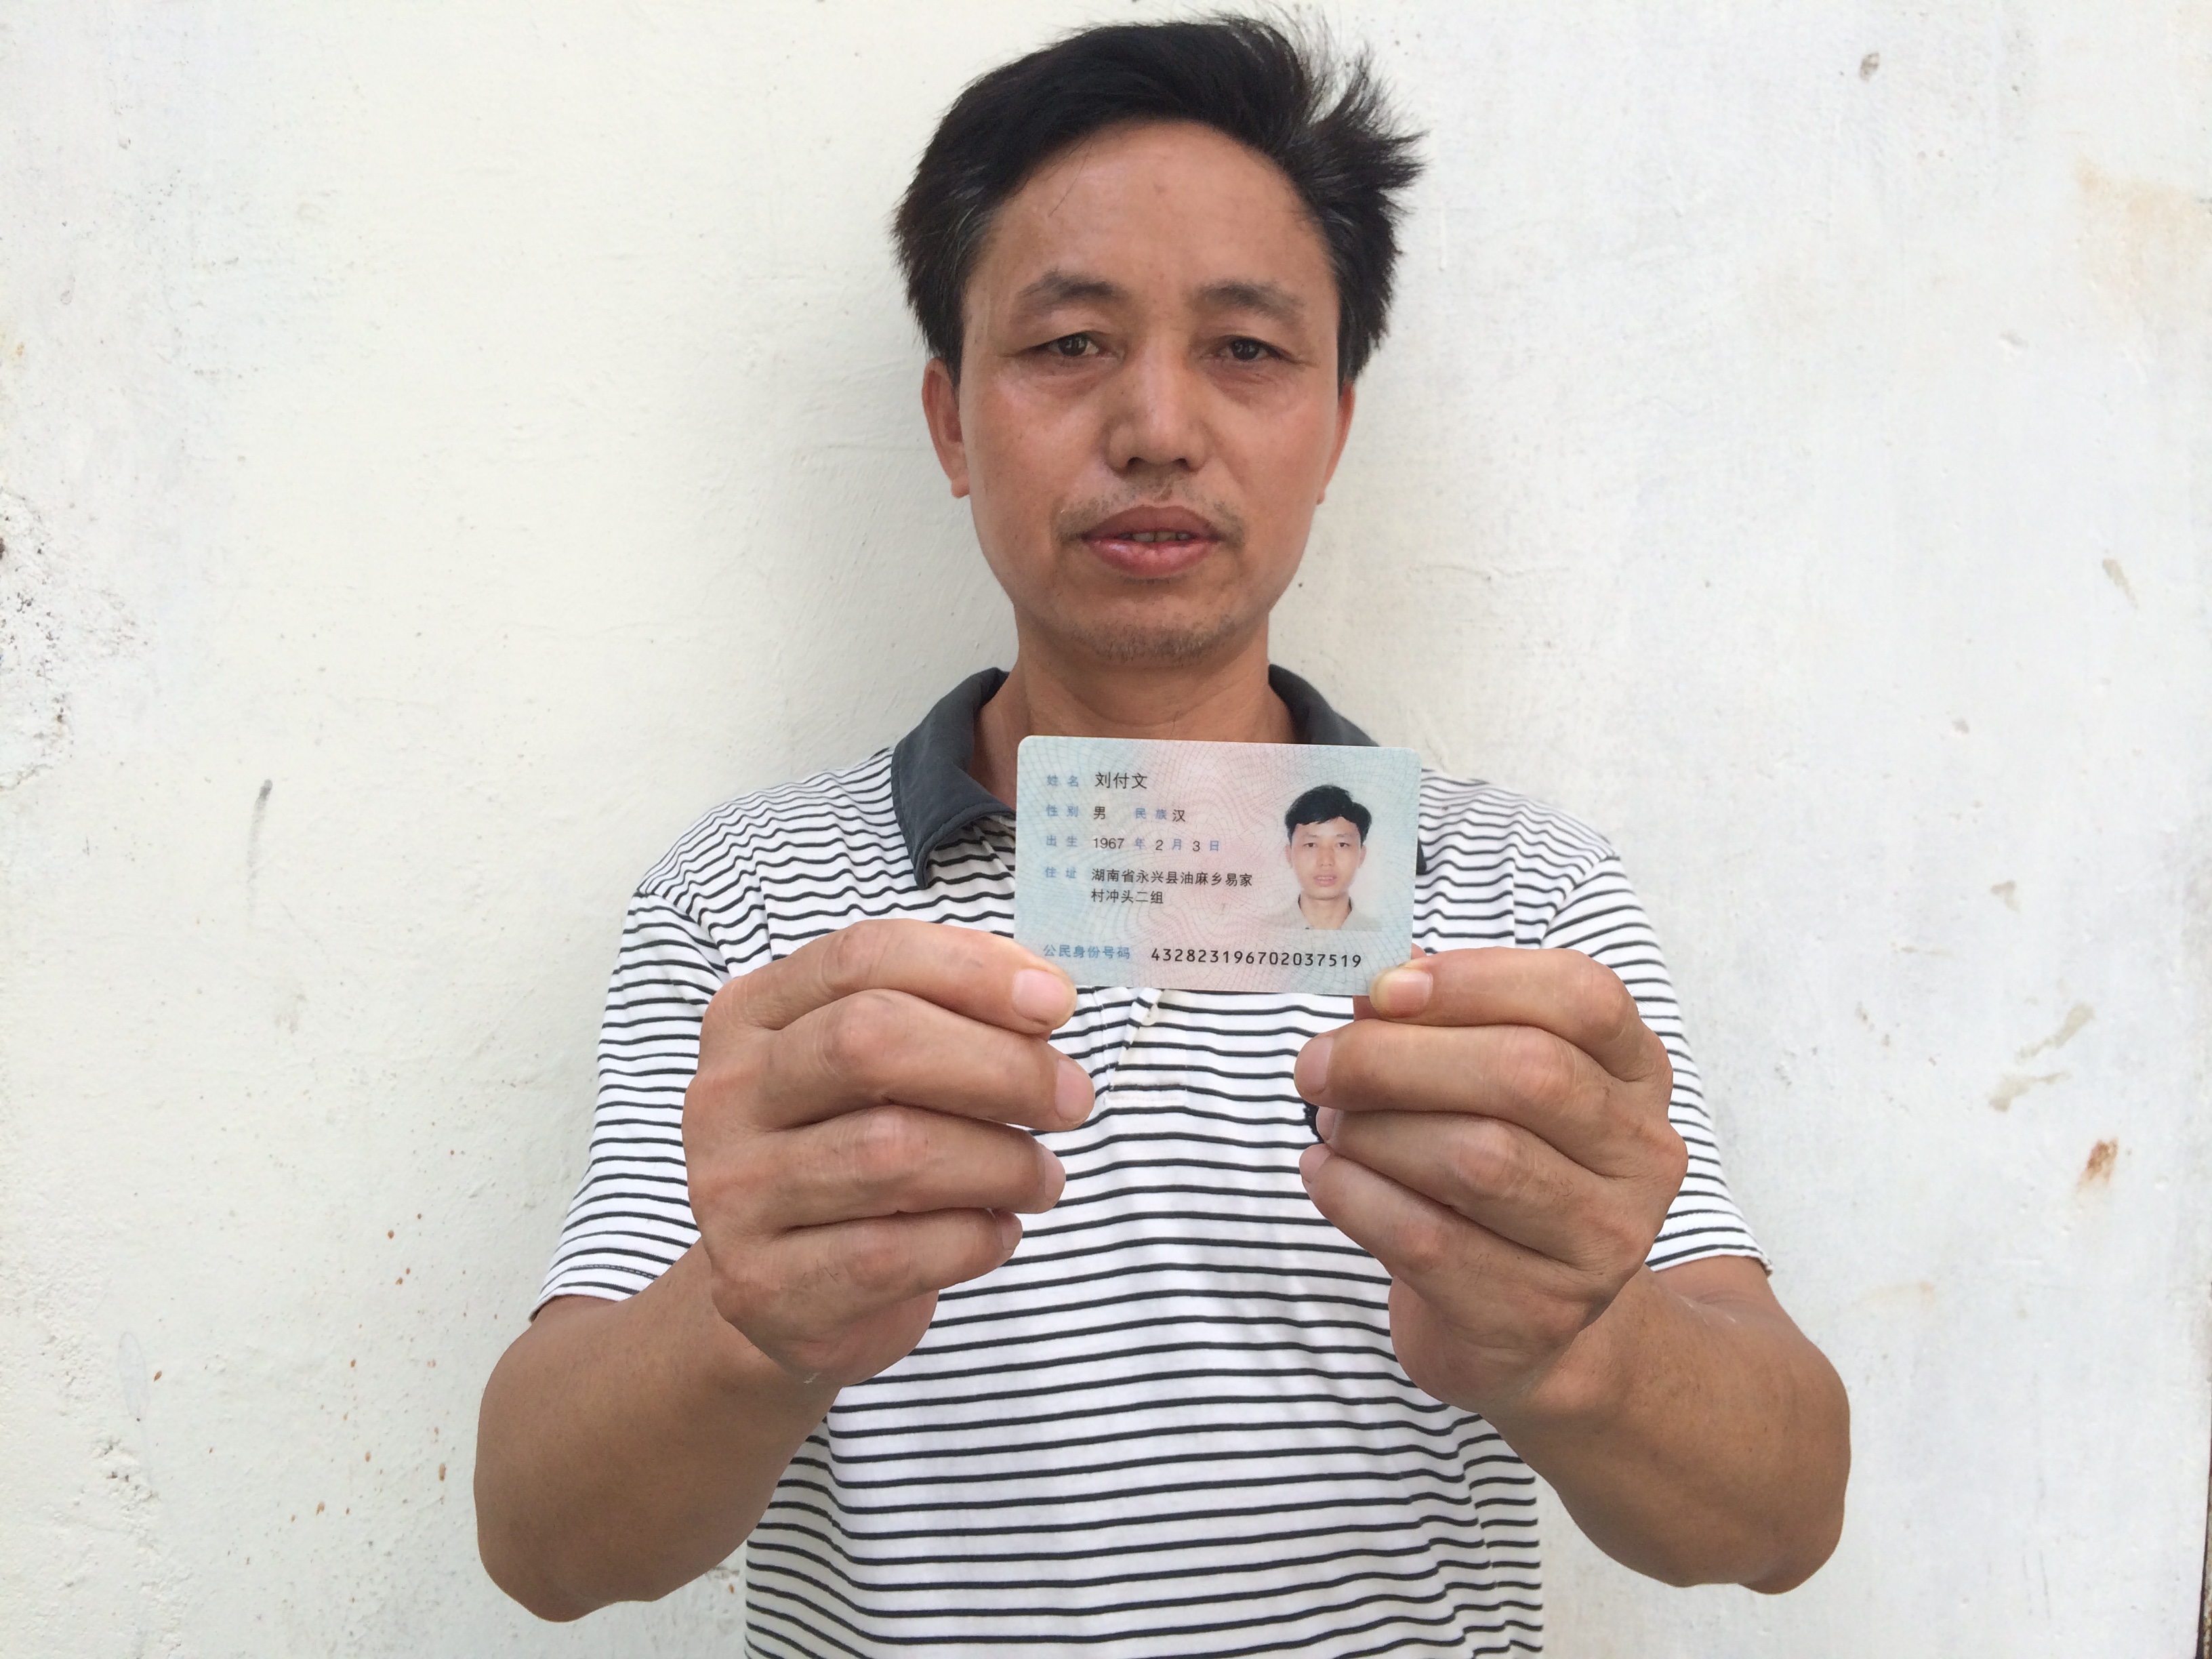 姓名 刘付文
性别 男 民族 汉
出生 1967 年 2 月 3 日
住址 湖南省永兴县油麻乡易家
村冲头二组
公民身份号码 432823196702037519